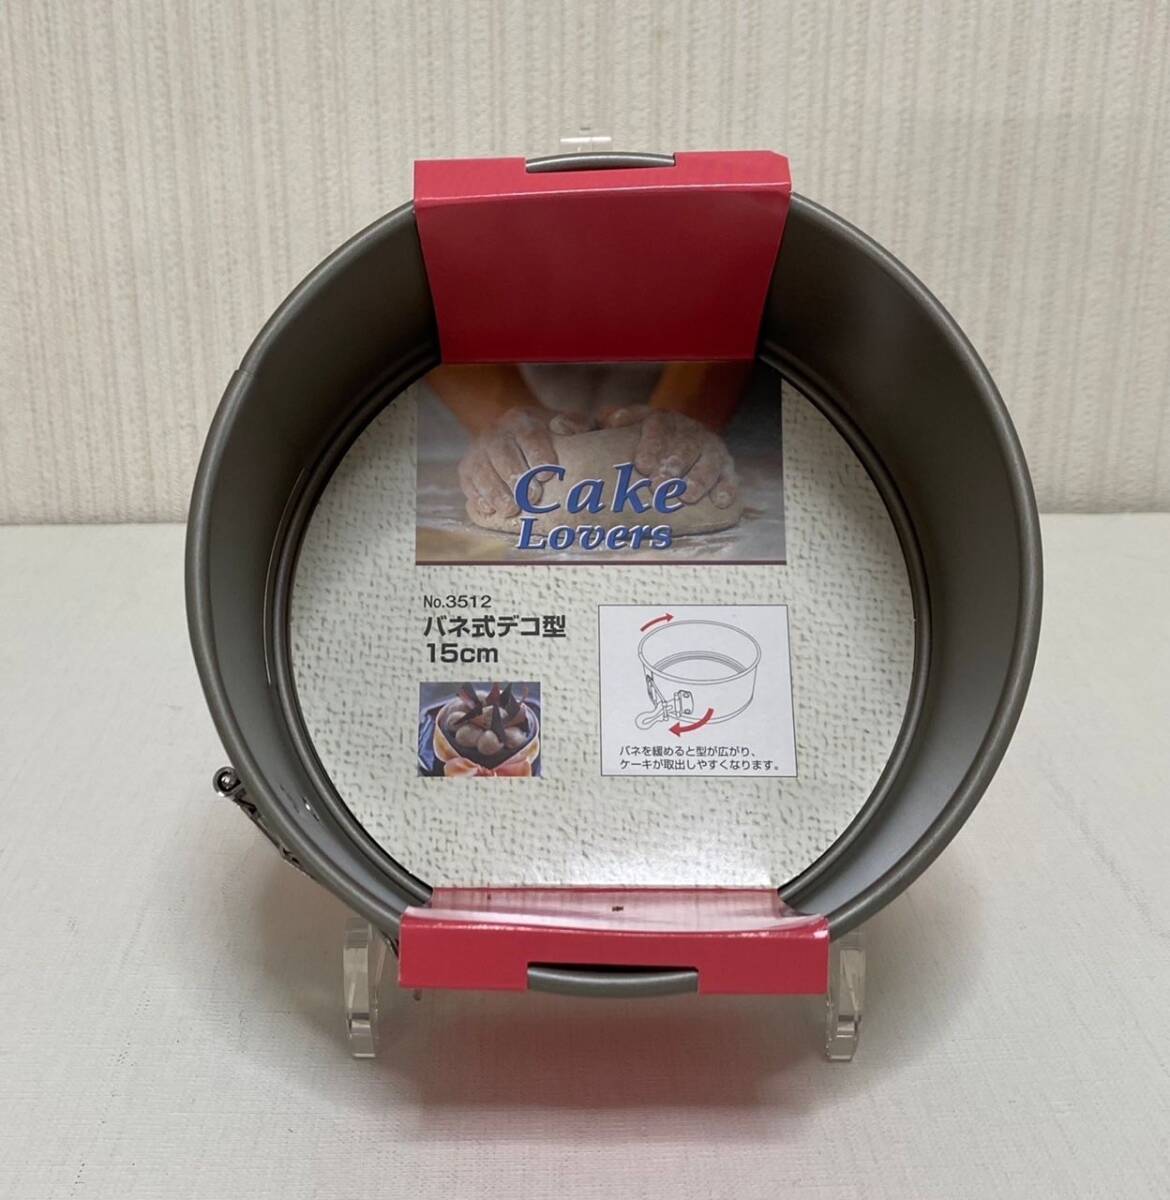 Cake
Lovers
No.3512
バネ式デコ型
15cm
バネを緩めると型が広がり、
ケーキが取出しやすくなります。